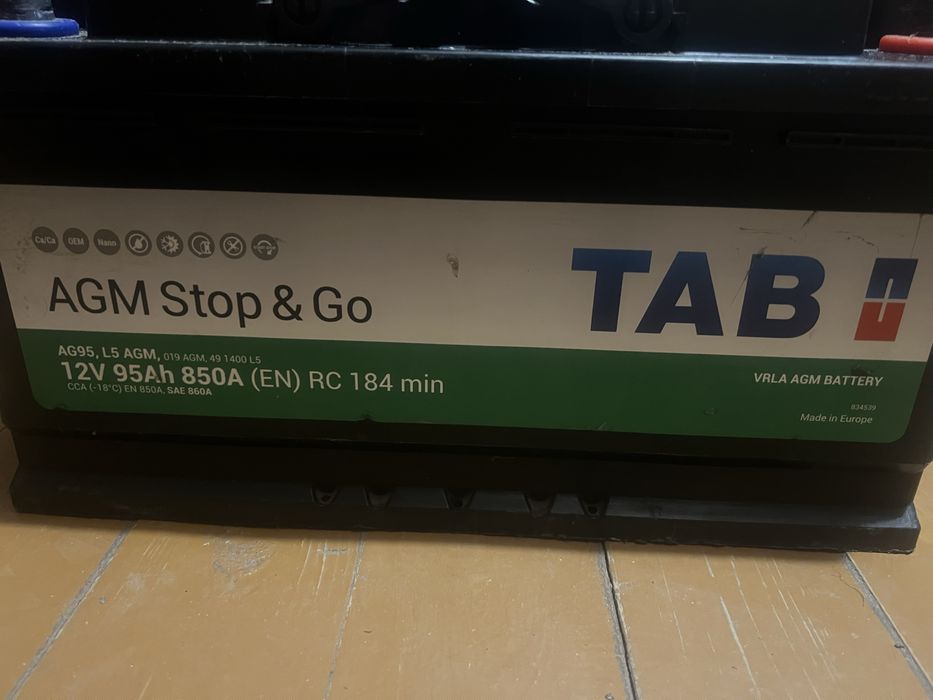 Ca/Ca OEM Nano
AGM Stop & Go
TAB
AG95, L5 AGM, 019 AGM, 49 1400 L5
12V 95Ah 850A (EN) RC 184 min
CCA (-18°C) EN 850A, SAE 860A
VRLA AGM BATTERY
834539
Made in Europe